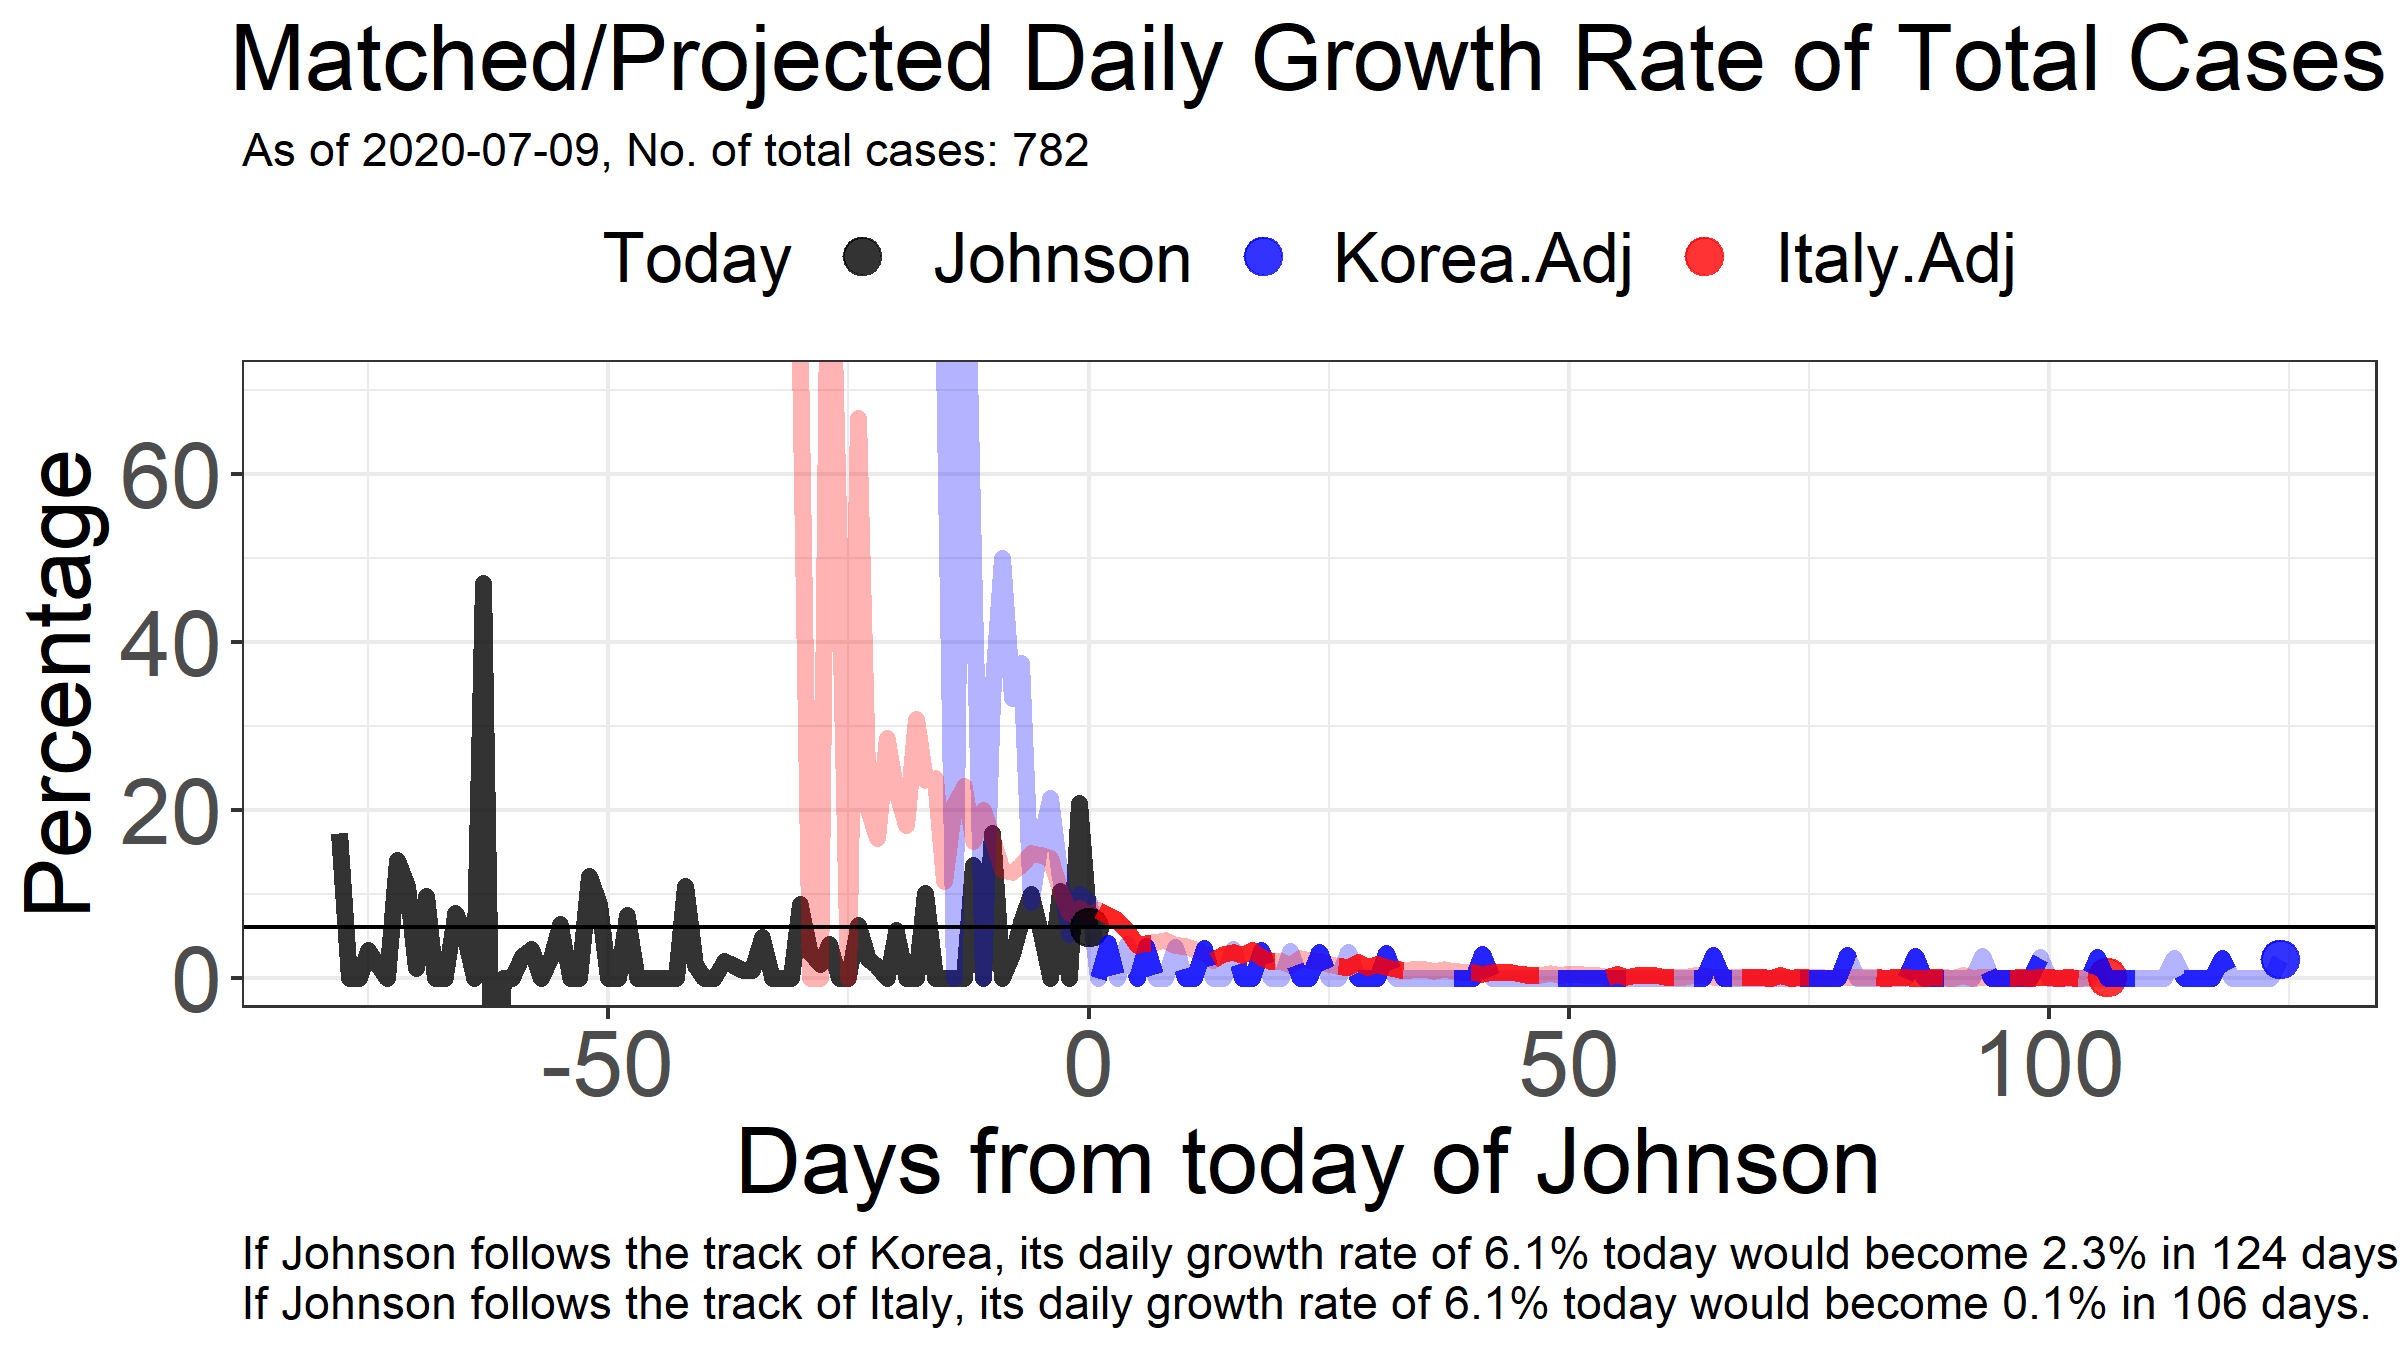 Matched/Projected Daily Growth Rate of Total Cases
As of 2020-07-09, No. of total cases: 782
Today Johnson Korea.Adj Italy.Adj
Percentage
60
40
20
0
-50 0 50 100
Days from today of Johnson
If Johnson follows the track of Korea, its daily growth rate of 6.1% today would become 2.3% in 124 days
If Johnson follows the track of Italy, its daily growth rate of 6.1% today would become 0.1% in 106 days.